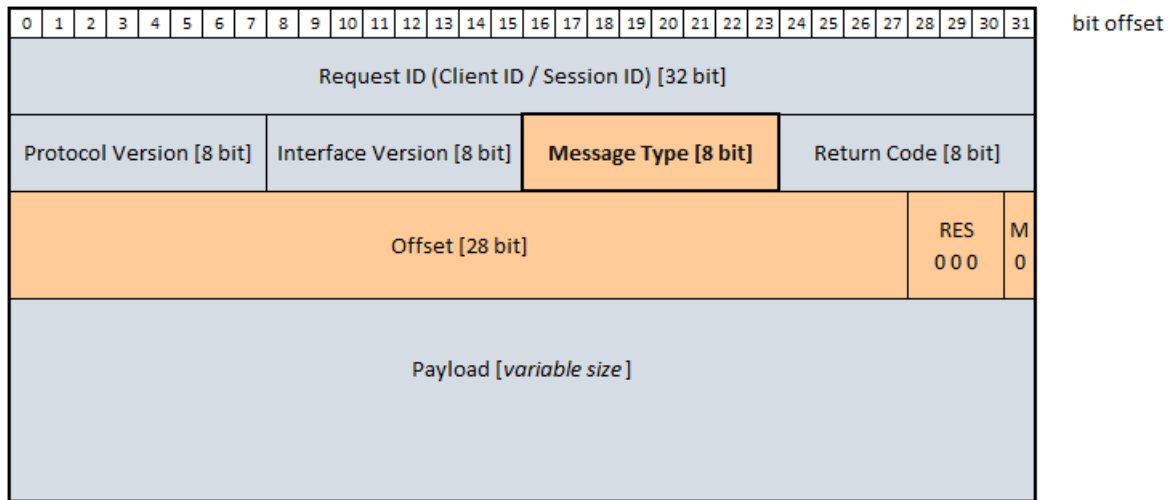 0 1 2 3 4 5 6 7 8 9 10 11 12 13 14 15 16 17 18 19 20 21 22 23 24 25 26 27 28 29 30 31 bit offset
Request ID (Client ID / Session ID) [32 bit]
Protocol Version [8 bit] Interface Version [8 bit] Message Type [8 bit] Return Code [8 bit]
Offset [28 bit] RES M
0 0 0 0
Payload [variable size]